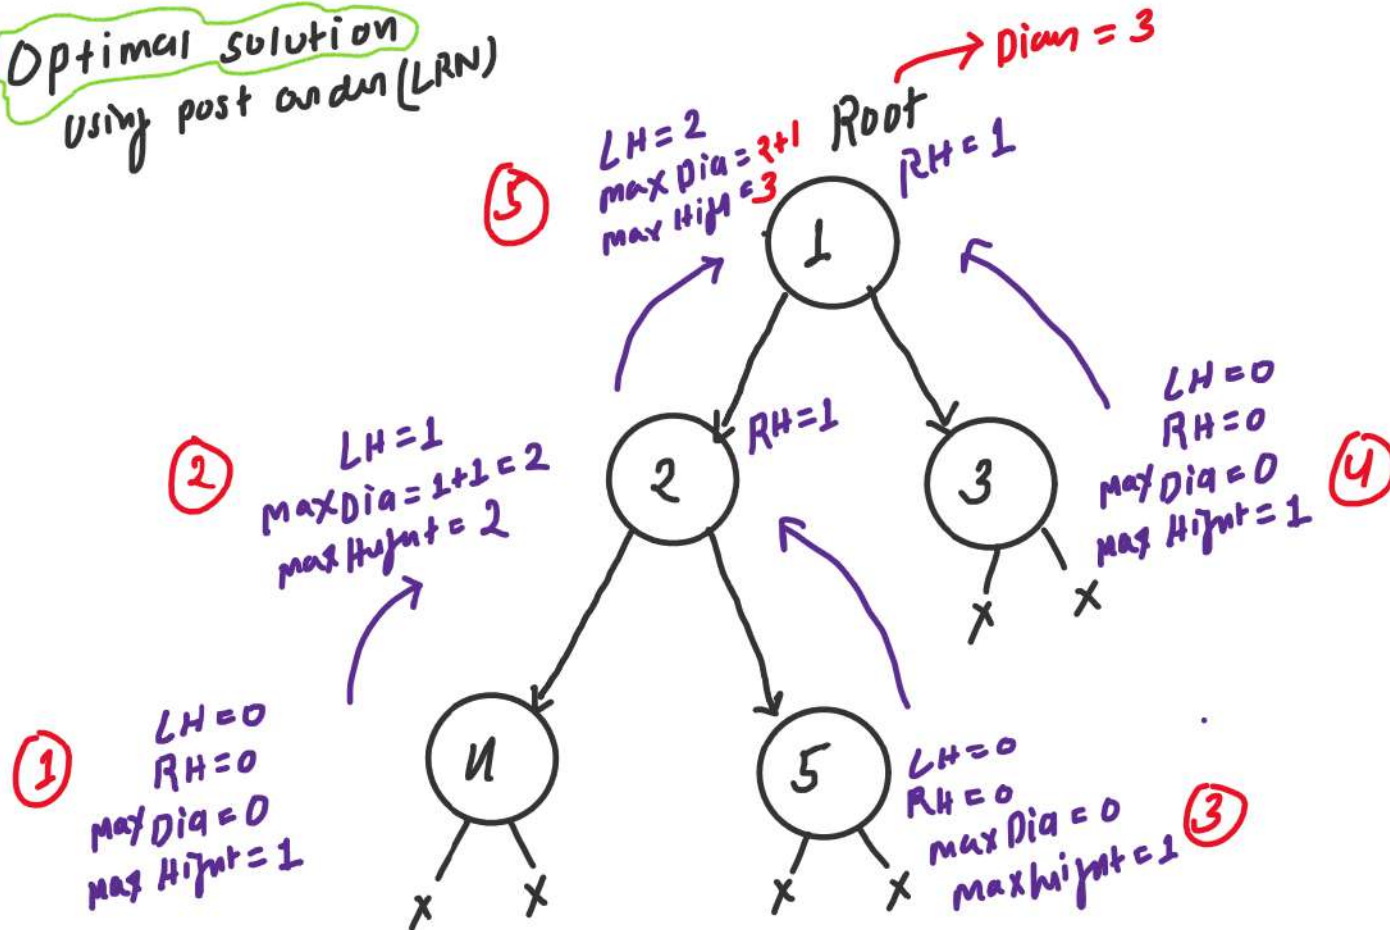 Optimal solution
using post order (LRN)
Diam = 3
Root
LH = 2
max Dia = 2+1
max Hight = 3
RH = 1
5
1
LH = 1
max Dia = 1+1 = 2
max Hight = 2
2
2
RH = 1
3
LH = 0
RH = 0
max Dia = 0
max Hight = 1
4
x
x
1
LH = 0
RH = 0
max Dia = 0
max Hight = 1
4
x
x
5
LH = 0
RH = 0
max Dia = 0
max hight = 1
3
x
x